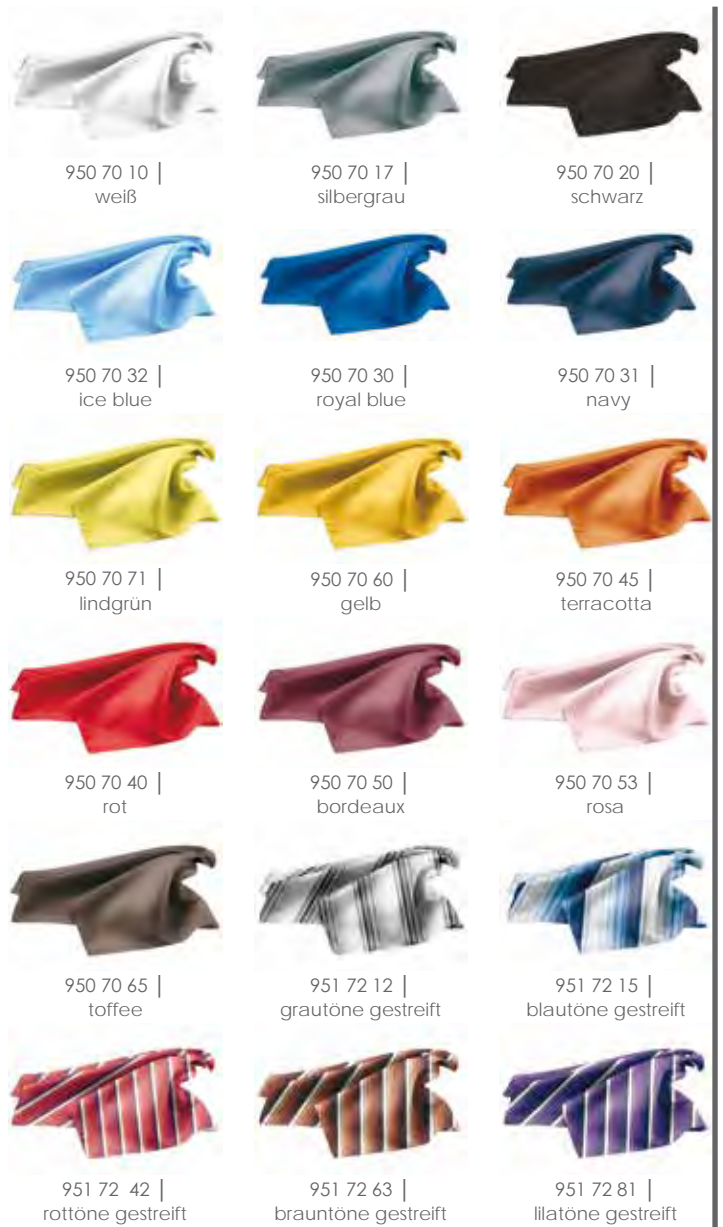 950 70 10 |
weiß
950 70 17 |
silbergrau
950 70 20 |
schwarz
950 70 32 |
ice blue
950 70 30 |
royal blue
950 70 31 |
navy
950 70 71 |
lindgrün
950 70 60 |
gelb
950 70 45 |
terracotta
950 70 40 |
rot
950 70 50 |
bordeaux
950 70 53 |
rosa
950 70 65 |
toffee
951 72 12 |
grautöne gestreift
951 72 15 |
blautöne gestreift
951 72 42 |
rottöne gestreift
951 72 63 |
brauntöne gestreift
951 72 81 |
lilatöne gestreift